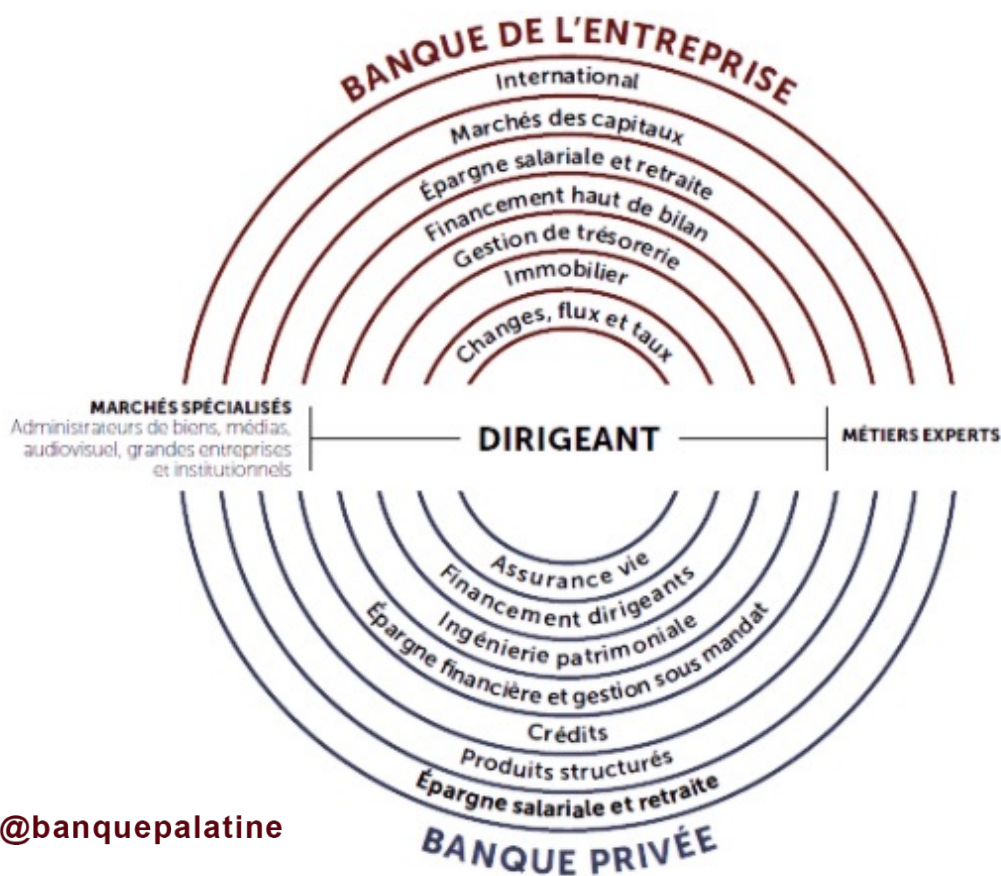 BANQUE DE L'ENTREPRISE
International
Marchés des capitaux
Épargne salariale et retraite
Financement haut de bilan
Gestion de trésorerie
Immobilier
Changes, flux et taux
MARCHÉS SPÉCIALISÉS
Administrateurs de biens, médias,
audiovisuel, grandes entreprises
et institutionnels
DIRIGEANT
MÉTIERS EXPERTS
Assurance vie
Financement dirigeants
Ingénierie patrimoniale
Épargne financière et gestion sous mandat
Crédits
Produits structurés
Épargne salariale et retraite
BANQUE PRIVÉE
@banquepalatine